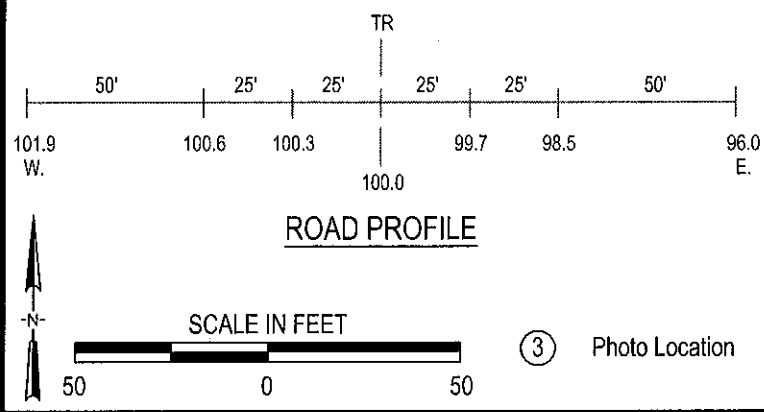 TR
50' 25' 25' 25' 25' 50'
101.9 100.6 100.3 99.7 98.5 96.0
W. E.
100.0
ROAD PROFILE
-N-
SCALE IN FEET
3 Photo Location
50 0 50